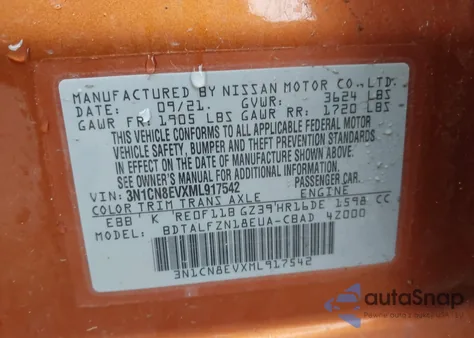 MANUFACTURED BY NISSAN MOTOR CO., LTD.
DATE: 09/21. GVWR: 3624 LBS
GAWR FR 1905 LBS GAWR RR: 1720 LBS
THIS VEHICLE CONFORMS TO ALL APPLICABLE FEDERAL MOTOR
VEHICLE SAFETY, BUMPER, AND THEFT PREVENTION STANDARDS
IN EFFECT ON THE DATE OF MANUFACTURE SHOWN ABOVE.
SEE OWNER'S MANUAL FOR ADDITIONAL INFORMATION.
VIN: 3N1CN8EVXML917542 PASSENGER CAR.
COLOR TRIM TRANS AXLE ENGINE
EBB K RE0F11B GZ39 HR16DE 1598 CC
BDTALFZN18EUA-CBAD 4Z000
3N1CN8EVXML917542
autoSnap